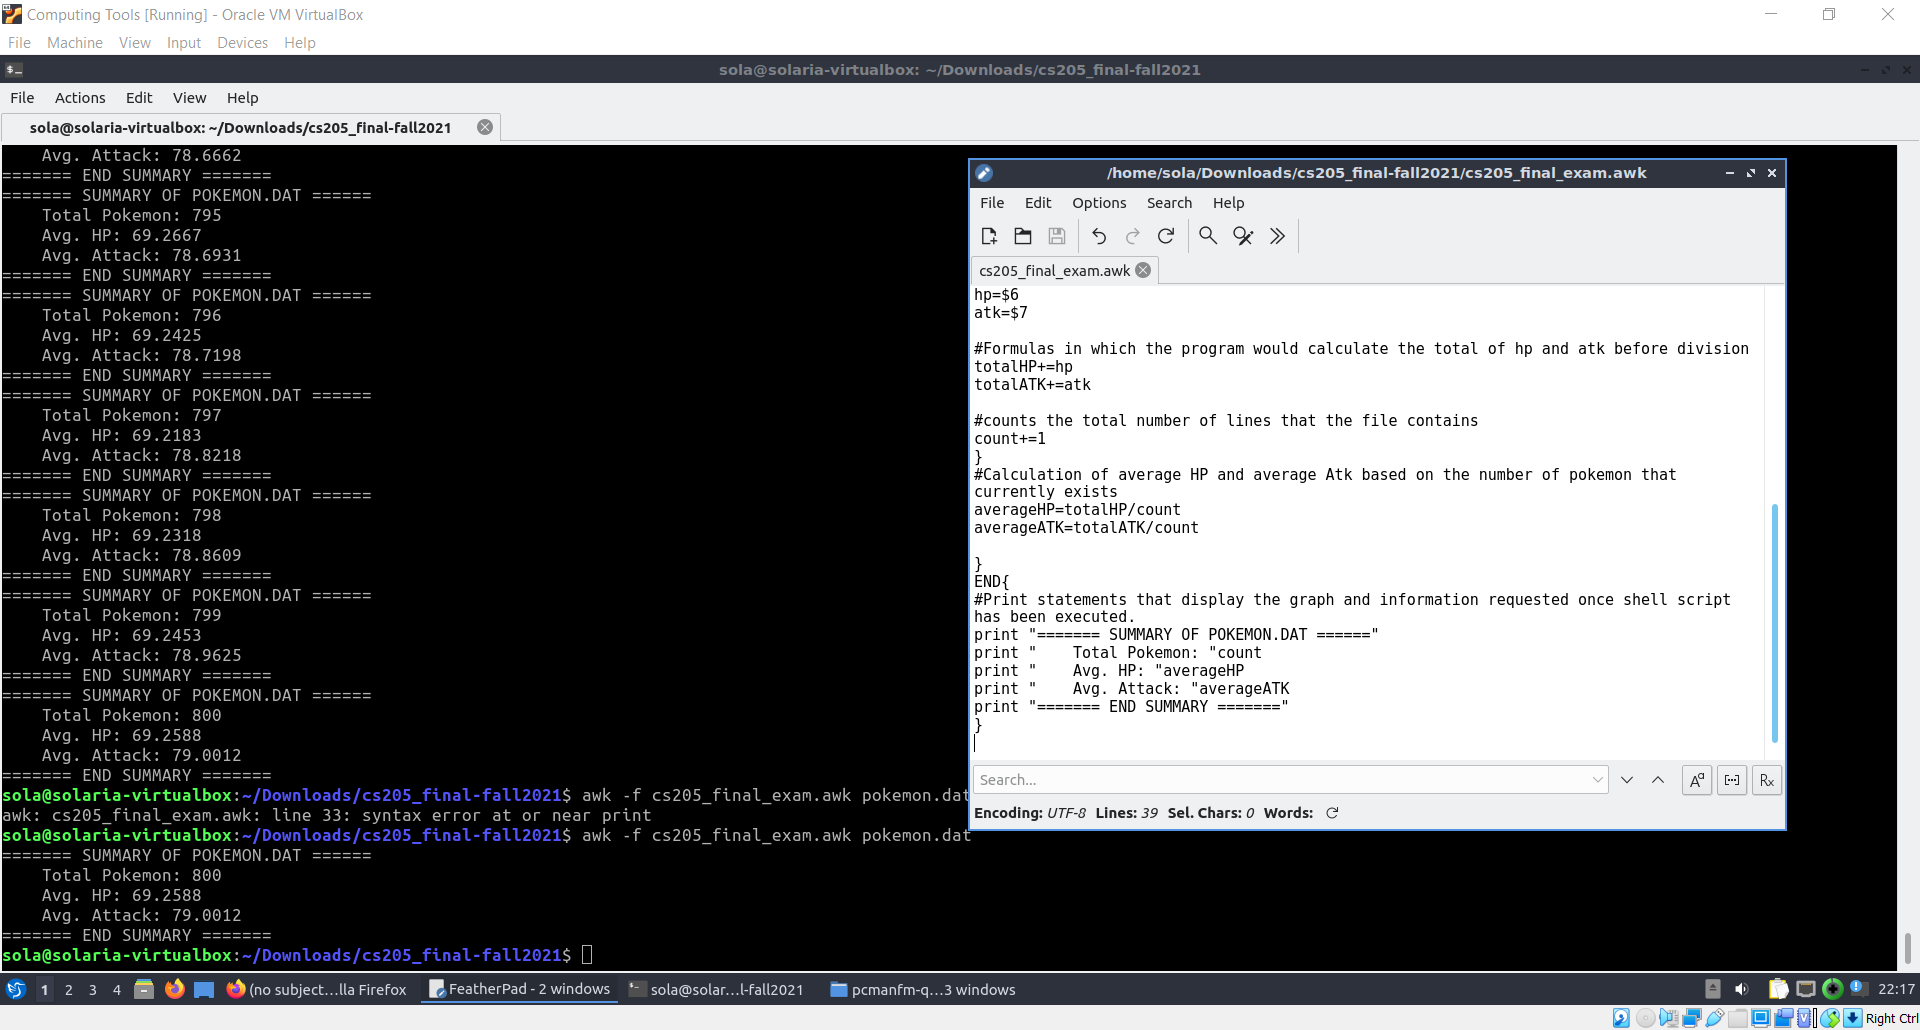 Computing Tools [Running] - Oracle VM VirtualBox
File Machine View Input Devices Help
sola@solaria-virtualbox: ~/Downloads/cs205_final-fall2021
File Actions Edit View Help
sola@solaria-virtualbox: ~/Downloads/cs205_final-fall2021
    Avg. Attack: 78.6662
======= END SUMMARY =======
======= SUMMARY OF POKEMON.DAT ======
    Total Pokemon: 795
    Avg. HP: 69.2667
    Avg. Attack: 78.6931
======= END SUMMARY =======
======= SUMMARY OF POKEMON.DAT ======
    Total Pokemon: 796
    Avg. HP: 69.2425
    Avg. Attack: 78.7198
======= END SUMMARY =======
======= SUMMARY OF POKEMON.DAT ======
    Total Pokemon: 797
    Avg. HP: 69.2183
    Avg. Attack: 78.8218
======= END SUMMARY =======
======= SUMMARY OF POKEMON.DAT ======
    Total Pokemon: 798
    Avg. HP: 69.2318
    Avg. Attack: 78.8609
======= END SUMMARY =======
======= SUMMARY OF POKEMON.DAT ======
    Total Pokemon: 799
    Avg. HP: 69.2453
    Avg. Attack: 78.9625
======= END SUMMARY =======
======= SUMMARY OF POKEMON.DAT ======
    Total Pokemon: 800
    Avg. HP: 69.2588
    Avg. Attack: 79.0012
======= END SUMMARY =======
sola@solaria-virtualbox:~/Downloads/cs205_final-fall2021$ awk -f cs205_final_exam.awk pokemon.dat
awk: cs205_final_exam.awk: line 33: syntax error at or near print
sola@solaria-virtualbox:~/Downloads/cs205_final-fall2021$ awk -f cs205_final_exam.awk pokemon.dat
======= SUMMARY OF POKEMON.DAT ======
    Total Pokemon: 800
    Avg. HP: 69.2588
    Avg. Attack: 79.0012
======= END SUMMARY =======
sola@solaria-virtualbox:~/Downloads/cs205_final-fall2021$
/home/sola/Downloads/cs205_final-fall2021/cs205_final_exam.awk
File Edit Options Search Help
cs205_final_exam.awk
hp=$6
atk=$7
#Formulas in which the program would calculate the total of hp and atk before division
totalHP+=hp
totalATK+=atk
#counts the total number of lines that the file contains
count+=1
}
#Calculation of average HP and average Atk based on the number of pokemon that
currently exists
averageHP=totalHP/count
averageATK=totalATK/count
}
END{
#Print statements that display the graph and information requested once shell script
has been executed.
print "======= SUMMARY OF POKEMON.DAT ======"
print "    Total Pokemon: "count
print "    Avg. HP: "averageHP
print "    Avg. Attack: "averageATK
print "======= END SUMMARY ======="
}
Search...
Encoding: UTF-8 Lines: 39 Sel. Chars: 0 Words:
1 2 3 4 (no subject...lla Firefox FeatherPad - 2 windows sola@solar...l-fall2021 pcmanfm-q...3 windows 22:17
Right Ctrl